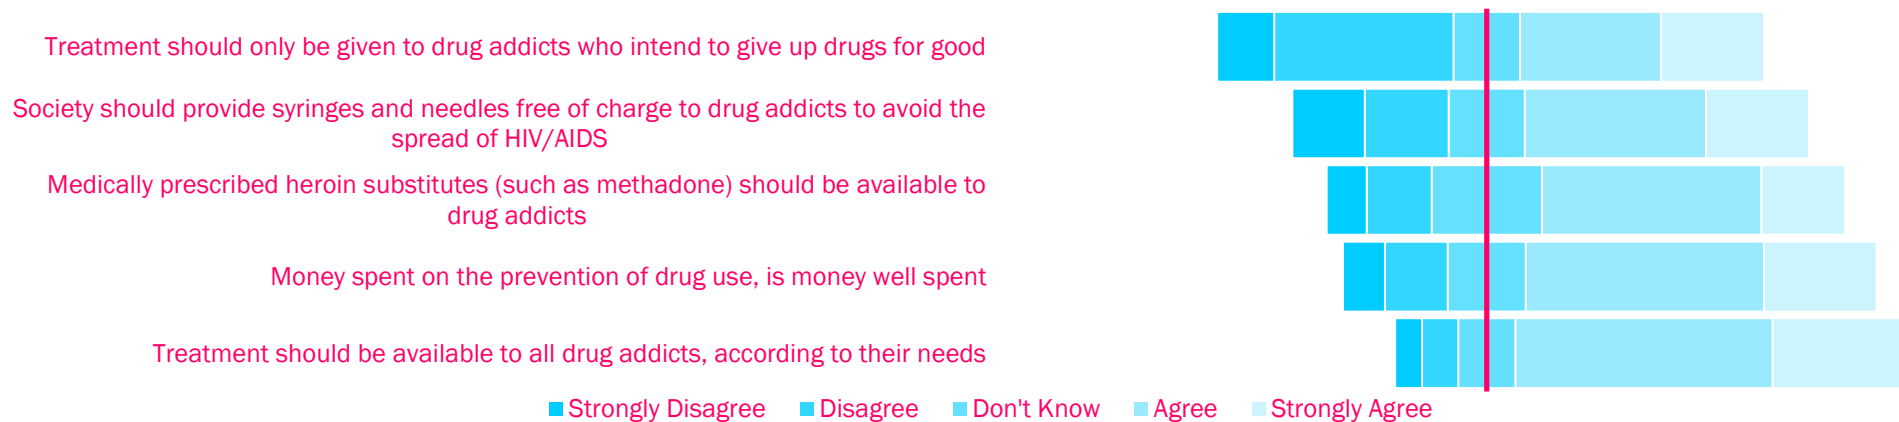 Treatment should only be given to drug addicts who intend to give up drugs for good
Society should provide syringes and needles free of charge to drug addicts to avoid the
spread of HIV/AIDS
Medically prescribed heroin substitutes (such as methadone) should be available to
drug addicts
Money spent on the prevention of drug use, is money well spent
Treatment should be available to all drug addicts, according to their needs
Strongly Disagree Disagree Don't Know Agree Strongly Agree